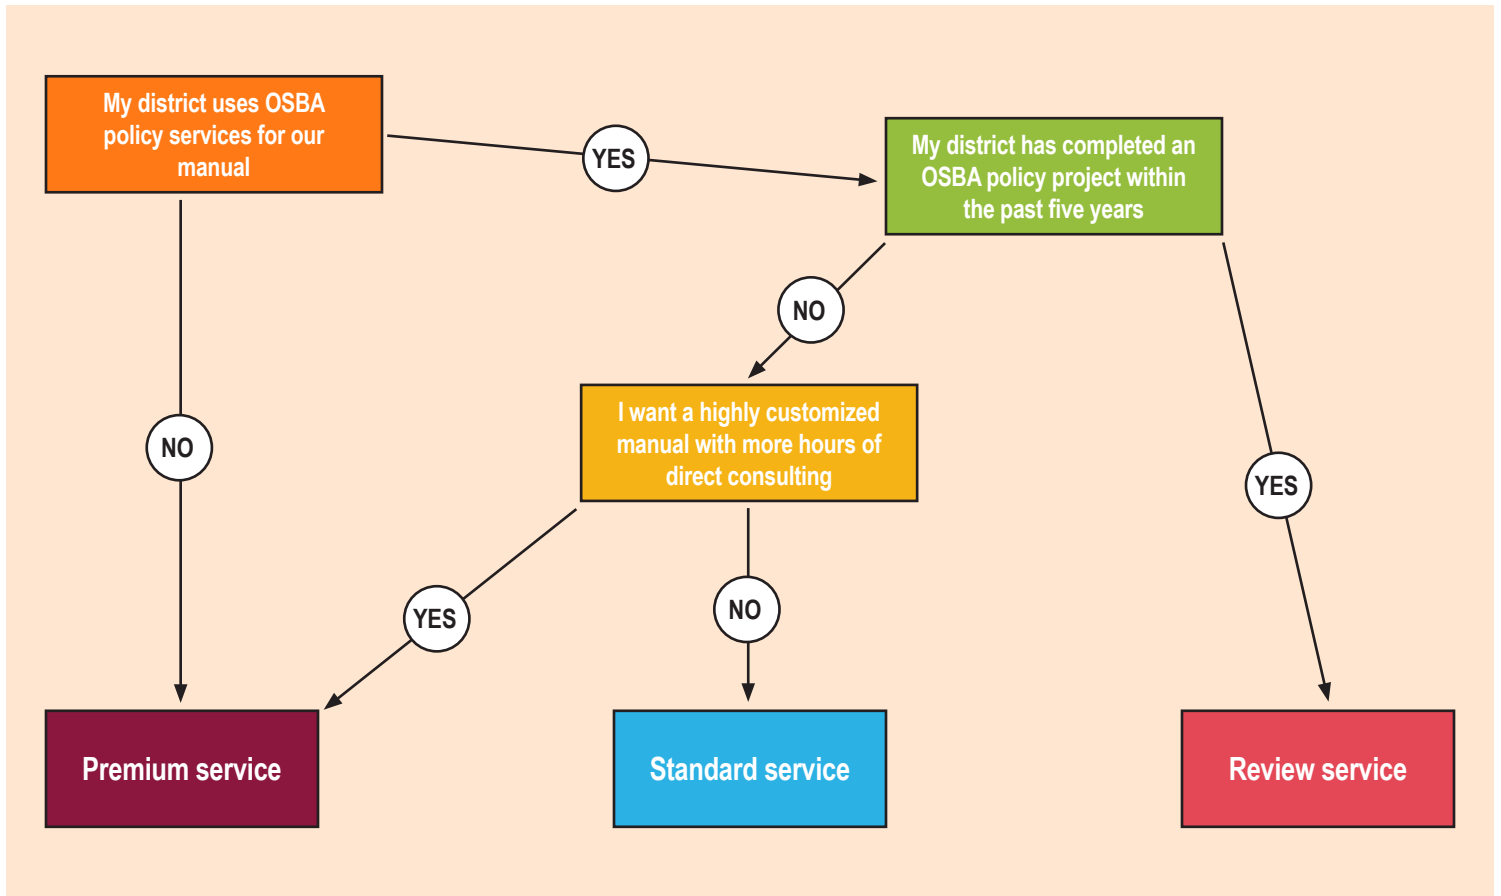 My district uses OSBA
policy services for our
manual
YES
My district has completed an
OSBA policy project within
the past five years
NO
I want a highly customized
manual with more hours of
direct consulting
NO
YES
YES
NO
Premium service
Standard service
Review service